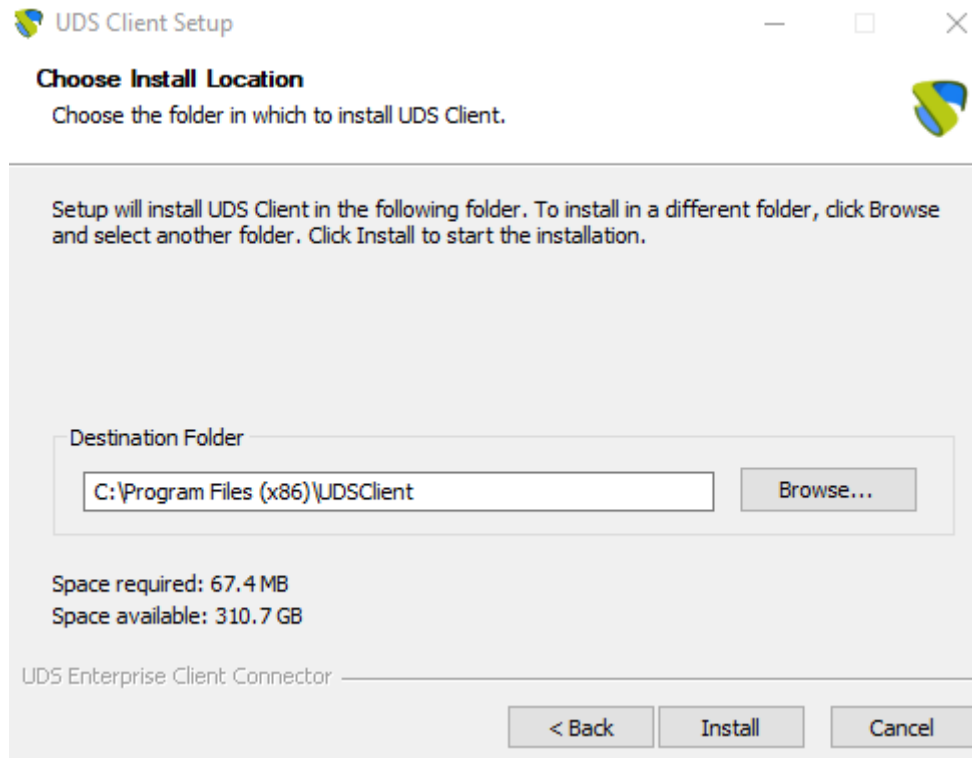 UDS Client Setup
Choose Install Location
Choose the folder in which to install UDS Client.
Setup will install UDS Client in the following folder. To install in a different folder, click Browse
and select another folder. Click Install to start the installation.
Destination Folder
C:\Program Files (x86)\UDSClient
Browse...
Space required: 67.4 MB
Space available: 310.7 GB
UDS Enterprise Client Connector
< Back
Install
Cancel